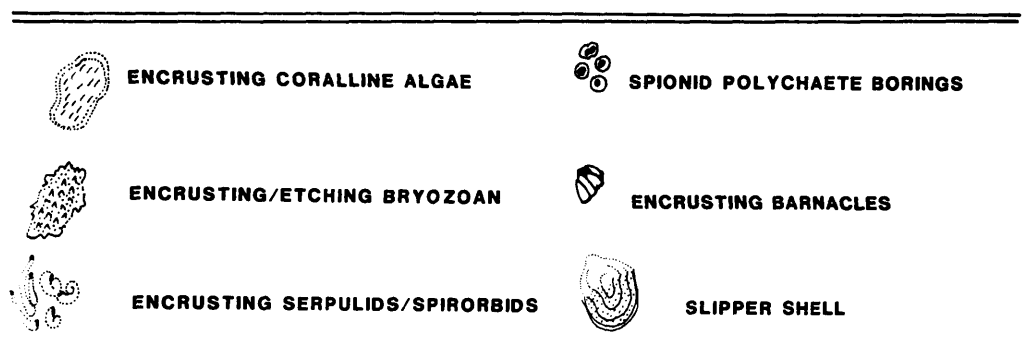 ENCRUSTING CORALLINE ALGAE
SPIONID POLYCHAETE BORINGS
ENCRUSTING/ETCHING BRYOZOAN
ENCRUSTING BARNACLES
ENCRUSTING SERPULIDS/SPIRORBIDS
SLIPPER SHELL